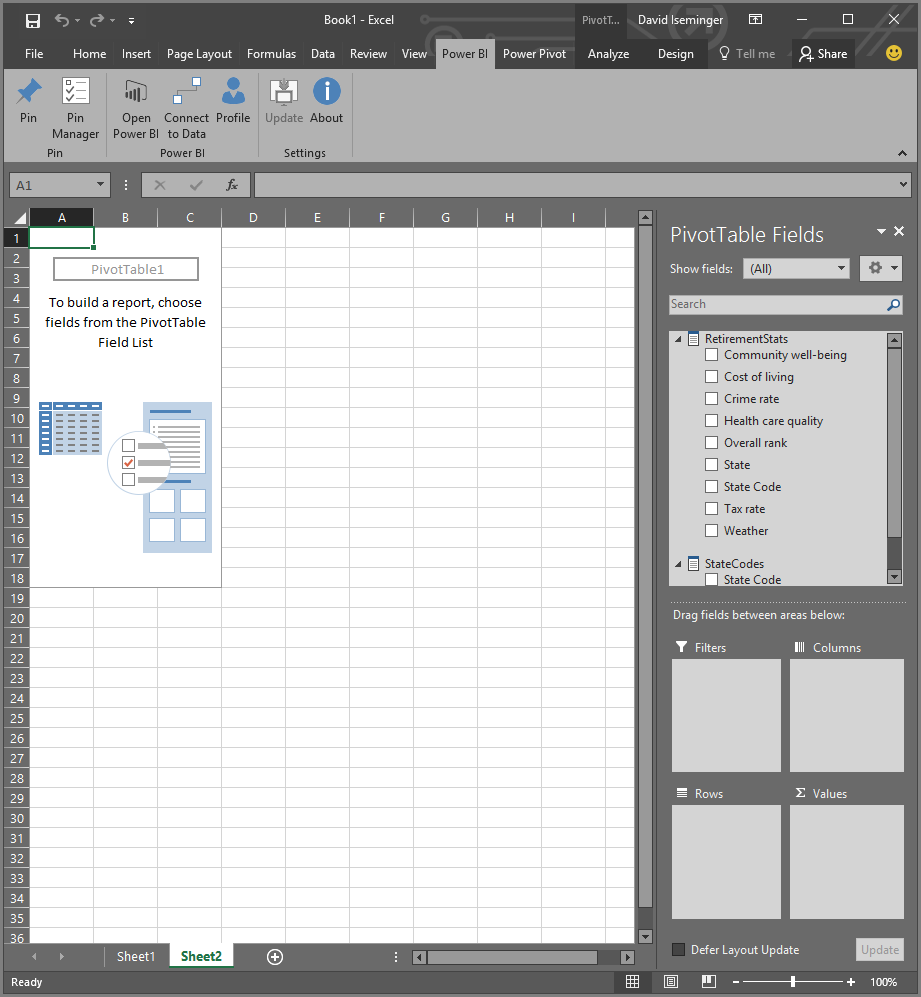 Book1 - Excel
PivotT...
David Iseminger
File
Home
Insert
Page Layout
Formulas
Data
Review
View
Power BI
Power Pivot
Analyze
Design
Tell me
Share
Pin
Pin
Manager
Open
Power BI
Connect
to Data
Profile
Update
About
Pin
Power BI
Settings
A1
fx
A B C D E F G H I
1
2
3
4
5
6
7
8
9
10
11
12
13
14
15
16
17
18
19
20
21
22
23
24
25
26
27
28
29
30
31
32
33
34
35
36
PivotTable1
To build a report, choose
fields from the PivotTable
Field List
PivotTable Fields
Show fields:
(All)
Search
RetirementStats
Community well-being
Cost of living
Crime rate
Health care quality
Overall rank
State
State Code
Tax rate
Weather
StateCodes
State Code
Drag fields between areas below:
Filters
Columns
Rows
Σ Values
Defer Layout Update
Update
Sheet1
Sheet2
Ready
100%